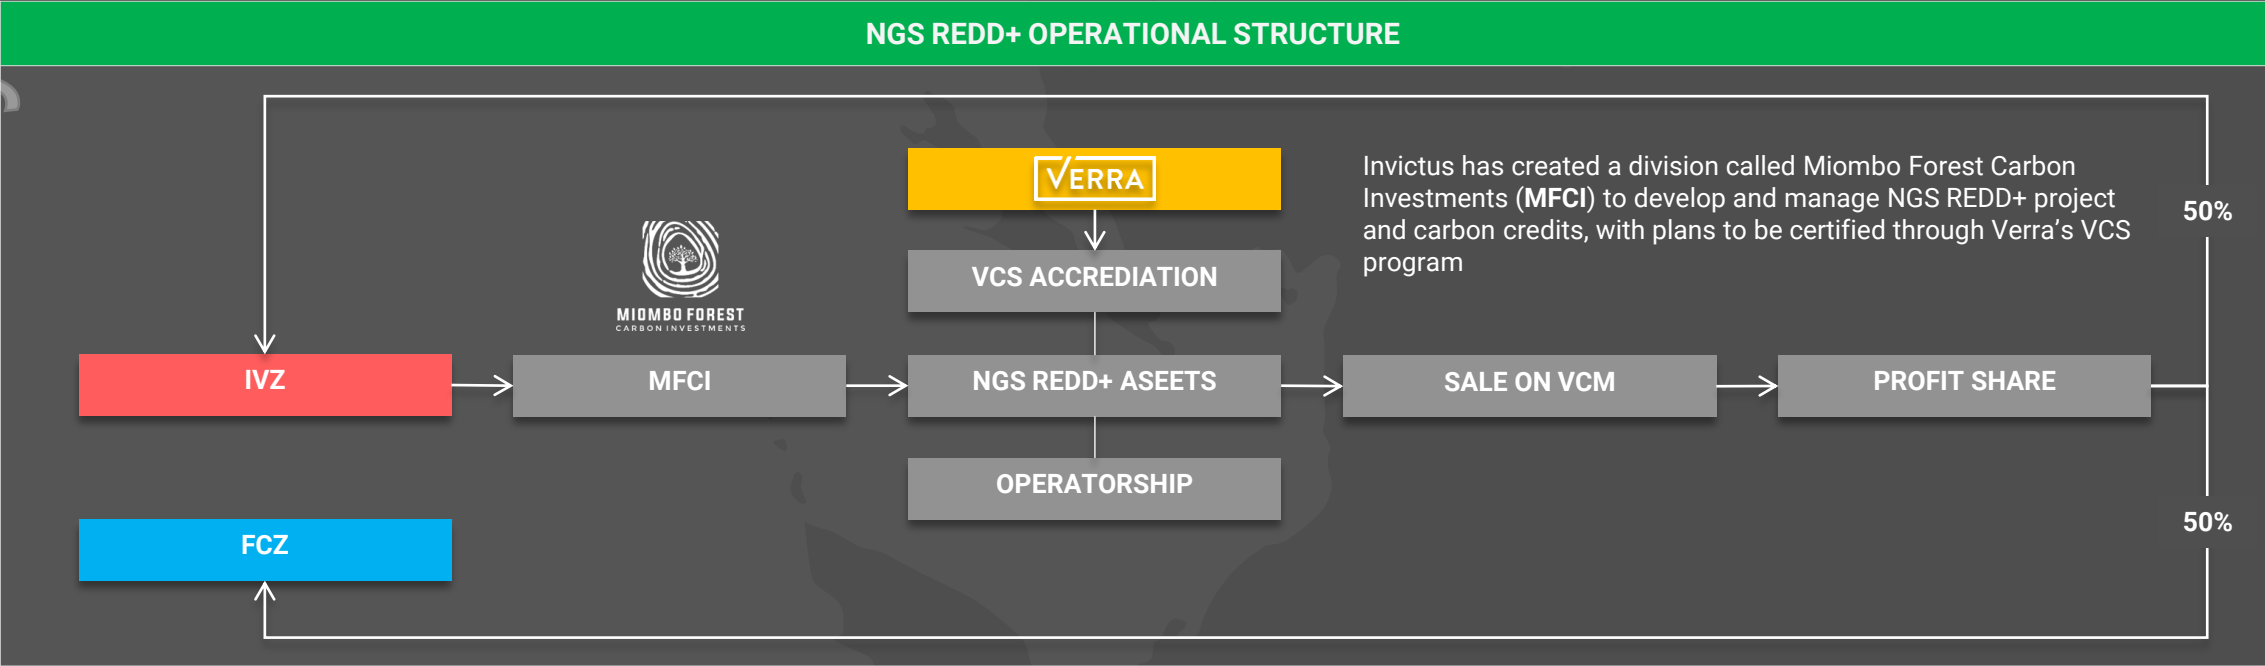 NGS REDD+ OPERATIONAL STRUCTURE
VERRA
Invictus has created a division called Miombo Forest Carbon
Investments (MFCI) to develop and manage NGS REDD+ project
and carbon credits, with plans to be certified through Verra’s VCS
program
50%
VCS ACCREDIATION
MIOMBO FOREST
CARBON INVESTMENTS
IVZ
MFCI
NGS REDD+ ASEETS
SALE ON VCM
PROFIT SHARE
OPERATORSHIP
50%
FCZ